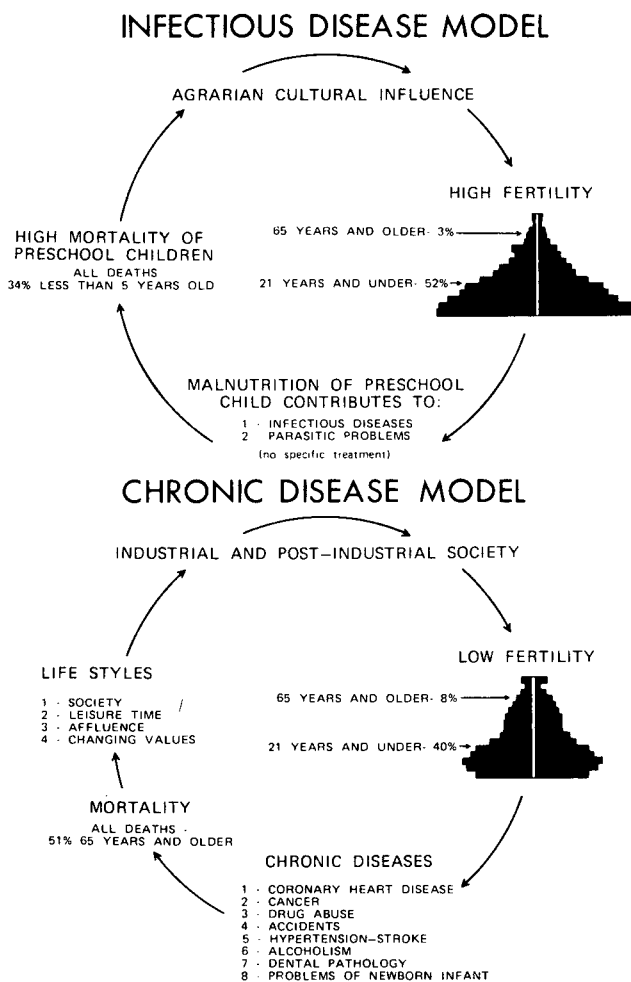 INFECTIOUS DISEASE MODEL
AGRARIAN CULTURAL INFLUENCE
HIGH FERTILITY
65 YEARS AND OLDER- 3%
21 YEARS AND UNDER- 52%
HIGH MORTALITY OF
PRESCHOOL CHILDREN
ALL DEATHS
34% LESS THAN 5 YEARS OLD
MALNUTRITION OF PRESCHOOL
CHILD CONTRIBUTES TO:
1 - INFECTIOUS DISEASES
2 PARASITIC PROBLEMS
(no specific treatment)
CHRONIC DISEASE MODEL
INDUSTRIAL AND POST-INDUSTRIAL SOCIETY
LOW FERTILITY
65 YEARS AND OLDER- 8%
21 YEARS AND UNDER- 40%
LIFE STYLES
1 - SOCIETY
2 - LEISURE TIME
3 - AFFLUENCE
4 - CHANGING VALUES
MORTALITY
ALL DEATHS -
51% 65 YEARS AND OLDER
CHRONIC DISEASES
1 - CORONARY HEART DISEASE
2 - CANCER
3 - DRUG ABUSE
4 - ACCIDENTS
5 - HYPERTENSION-STROKE
6 - ALCOHOLISM
7 - DENTAL PATHOLOGY
8 - PROBLEMS OF NEWBORN INFANT